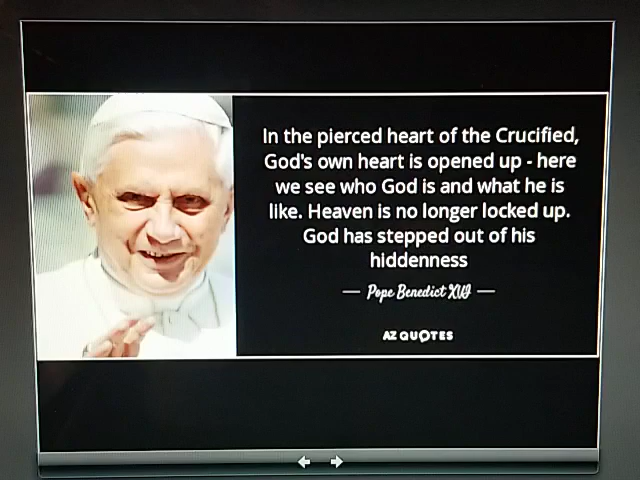 In the pierced heart of the Crucified,
God's own heart is opened up - here
we see who God is and what he is
like. Heaven is no longer locked up.
God has stepped out of his
hiddenness
— Pope Benedict XVI —
AZ QUOTES